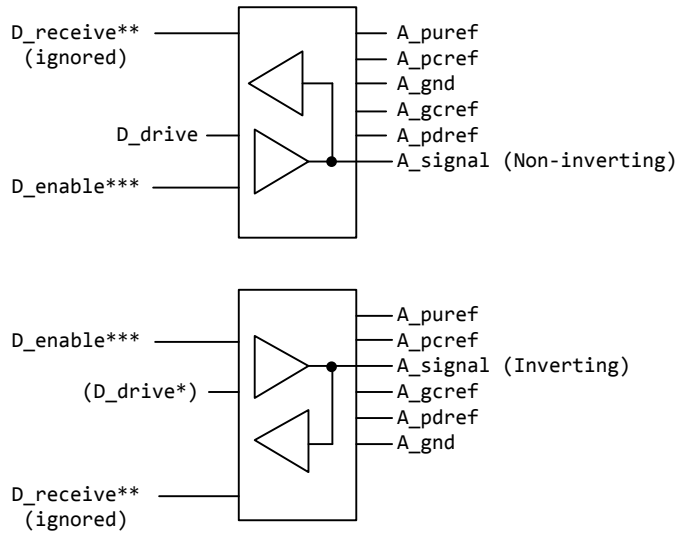 D_receive**
(ignored)
D_drive
D_enable***
A_puref
A_pcref
A_gnd
A_gcref
A_pdref
A_signal (Non-inverting)
D_enable***
(D_drive*)
D_receive**
(ignored)
A_puref
A_pcref
A_signal (Inverting)
A_gcref
A_pdref
A_gnd